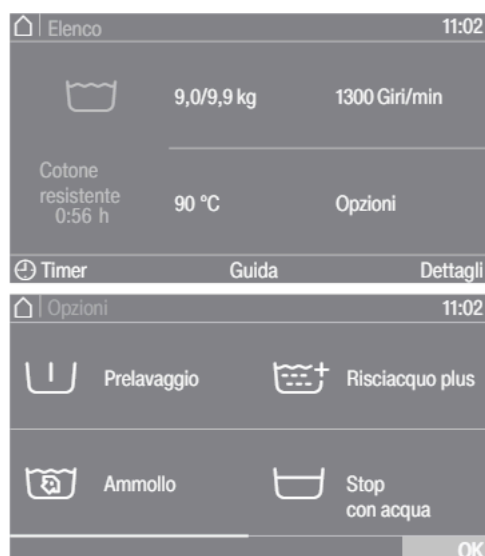 Elenco 11:02
9,0/9,9 kg 1300 Giri/min
Cotone
resistente
0:56 h
90 °C Opzioni
Timer Guida Dettagli
Opzioni 11:02
Prelavaggio Risciacquo plus
Ammollo Stop
con acqua
OK